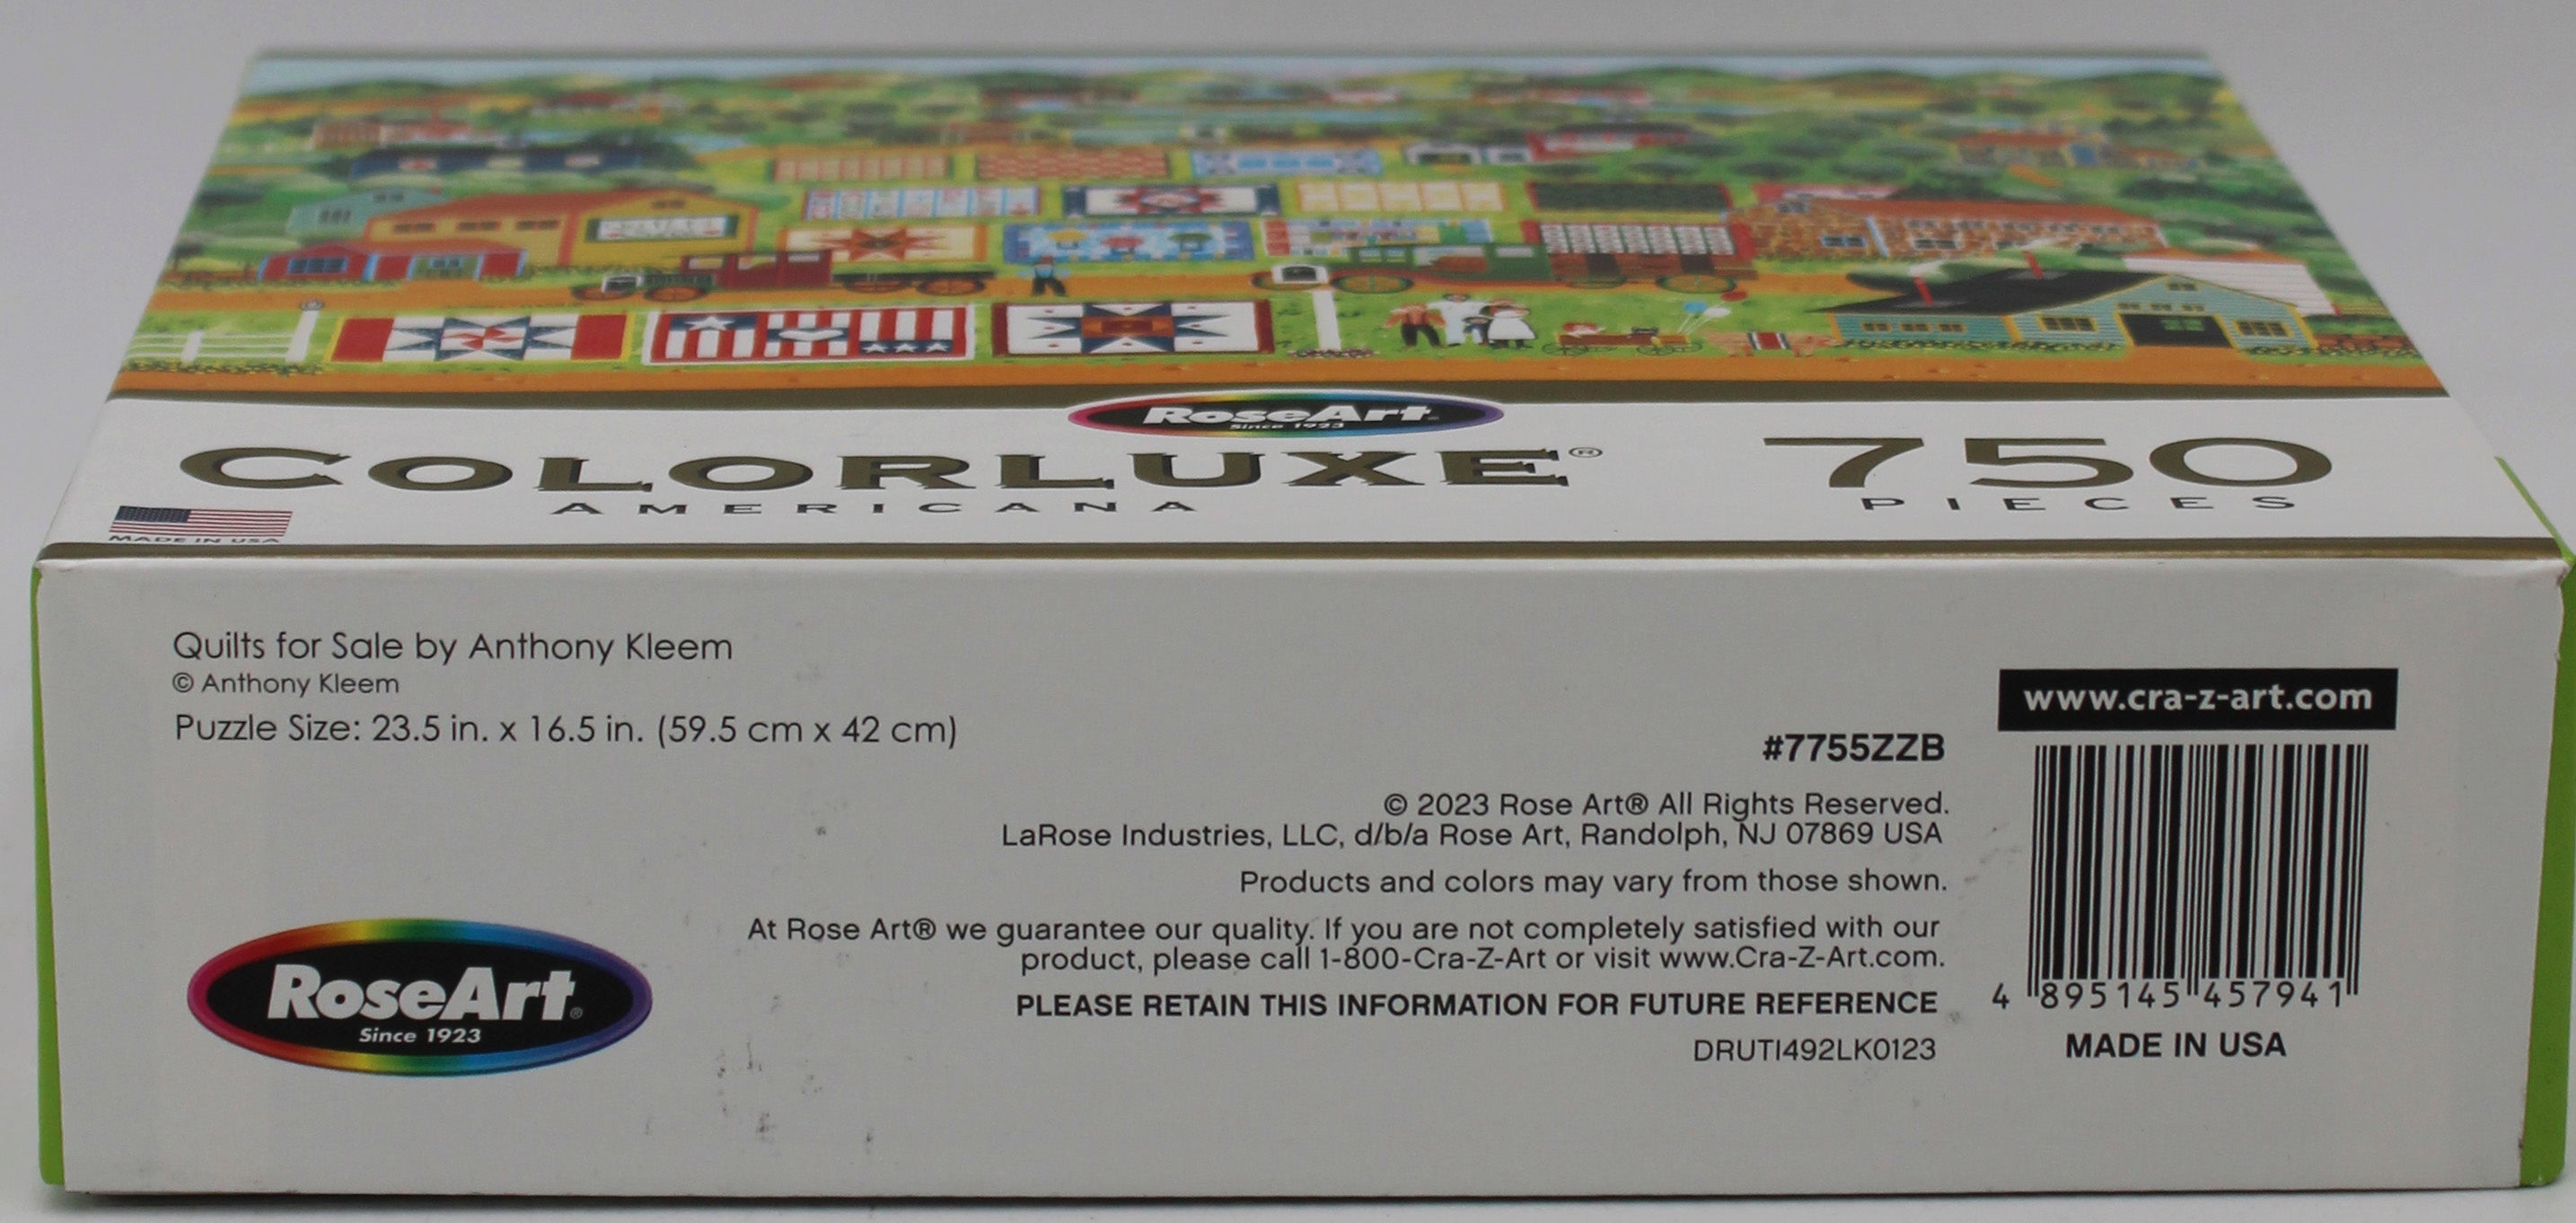 RoseArt
Since 1923
COLORLUXE® 750
AMERICANA PIECES
MADE IN USA
Quilts for Sale by Anthony Kleem
© Anthony Kleem
Puzzle Size: 23.5 in. x 16.5 in. (59.5 cm x 42 cm)
www.cra-z-art.com
#7755ZZB
© 2023 Rose Art® All Rights Reserved.
LaRose Industries, LLC, d/b/a Rose Art, Randolph, NJ 07869 USA
Products and colors may vary from those shown.
At Rose Art® we guarantee our quality. If you are not completely satisfied with our
product, please call 1-800-Cra-Z-Art or visit www.Cra-Z-Art.com.
PLEASE RETAIN THIS INFORMATION FOR FUTURE REFERENCE
DRUTI492LK0123
4 895145 457941
MADE IN USA
RoseArt®
Since 1923